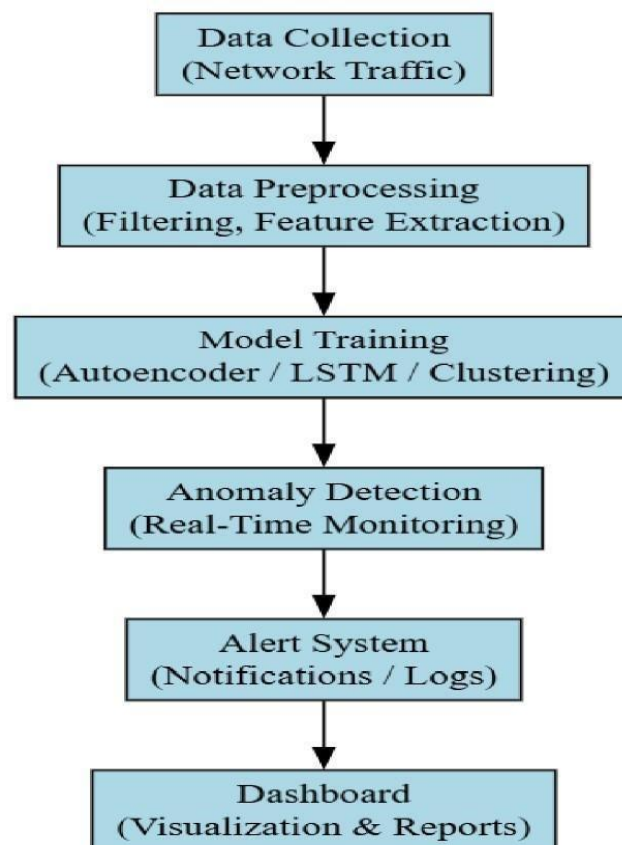 Data Collection
(Network Traffic)
Data Preprocessing
(Filtering, Feature Extraction)
Model Training
(Autoencoder / LSTM / Clustering)
Anomaly Detection
(Real-Time Monitoring)
Alert System
(Notifications / Logs)
Dashboard
(Visualization & Reports)